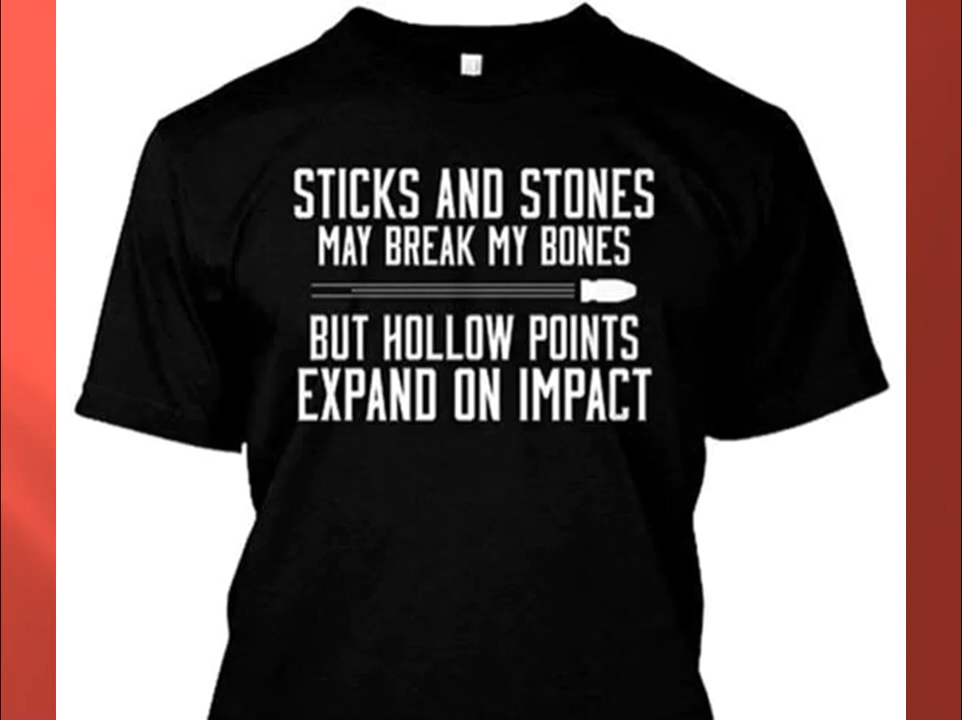 STICKS AND STONES
MAY BREAK MY BONES
BUT HOLLOW POINTS
EXPAND ON IMPACT